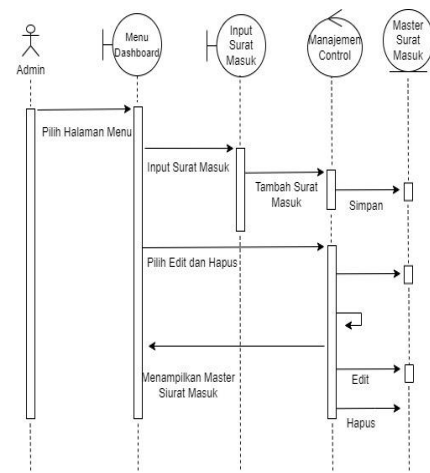 Admin
Menu
Dashboard
Input
Surat
Masuk
Manajemen
Control
Master
Surat
Masuk
Pilih Halaman Menu
Input Surat Masuk
Tambah Surat
Masuk
Simpan
Pilih Edit dan Hapus
Menampilkan Master
Siurat Masuk
Edit
Hapus